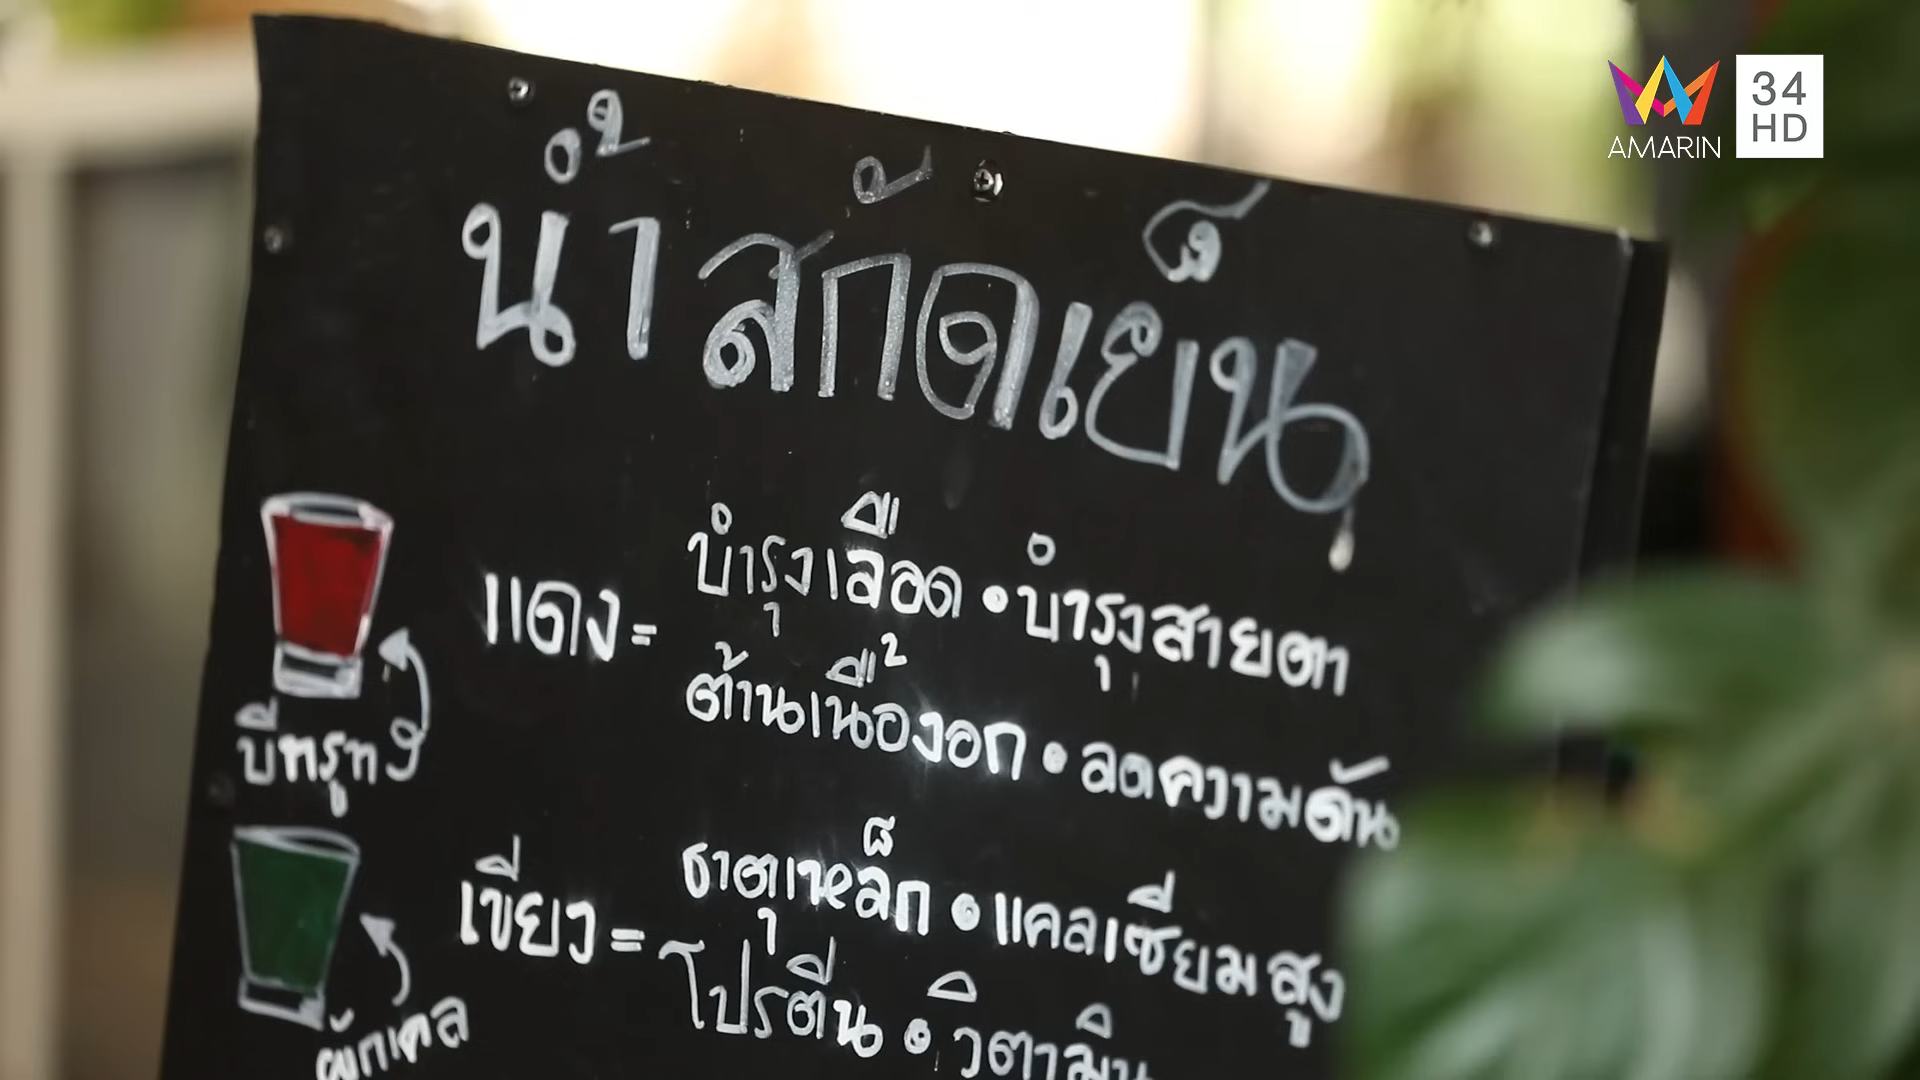 AMARIN
34
HD
น้ำสกัดเย็น
แดง = บำรุงเลือด • บำรุงสายตา
ต้านเนื้องอก • ลดความดัน
บีทรูท
เขียว = ธาตุเหล็ก • แคลเซียมสูง
โปรตีน • วิตามิน
ผักเคล